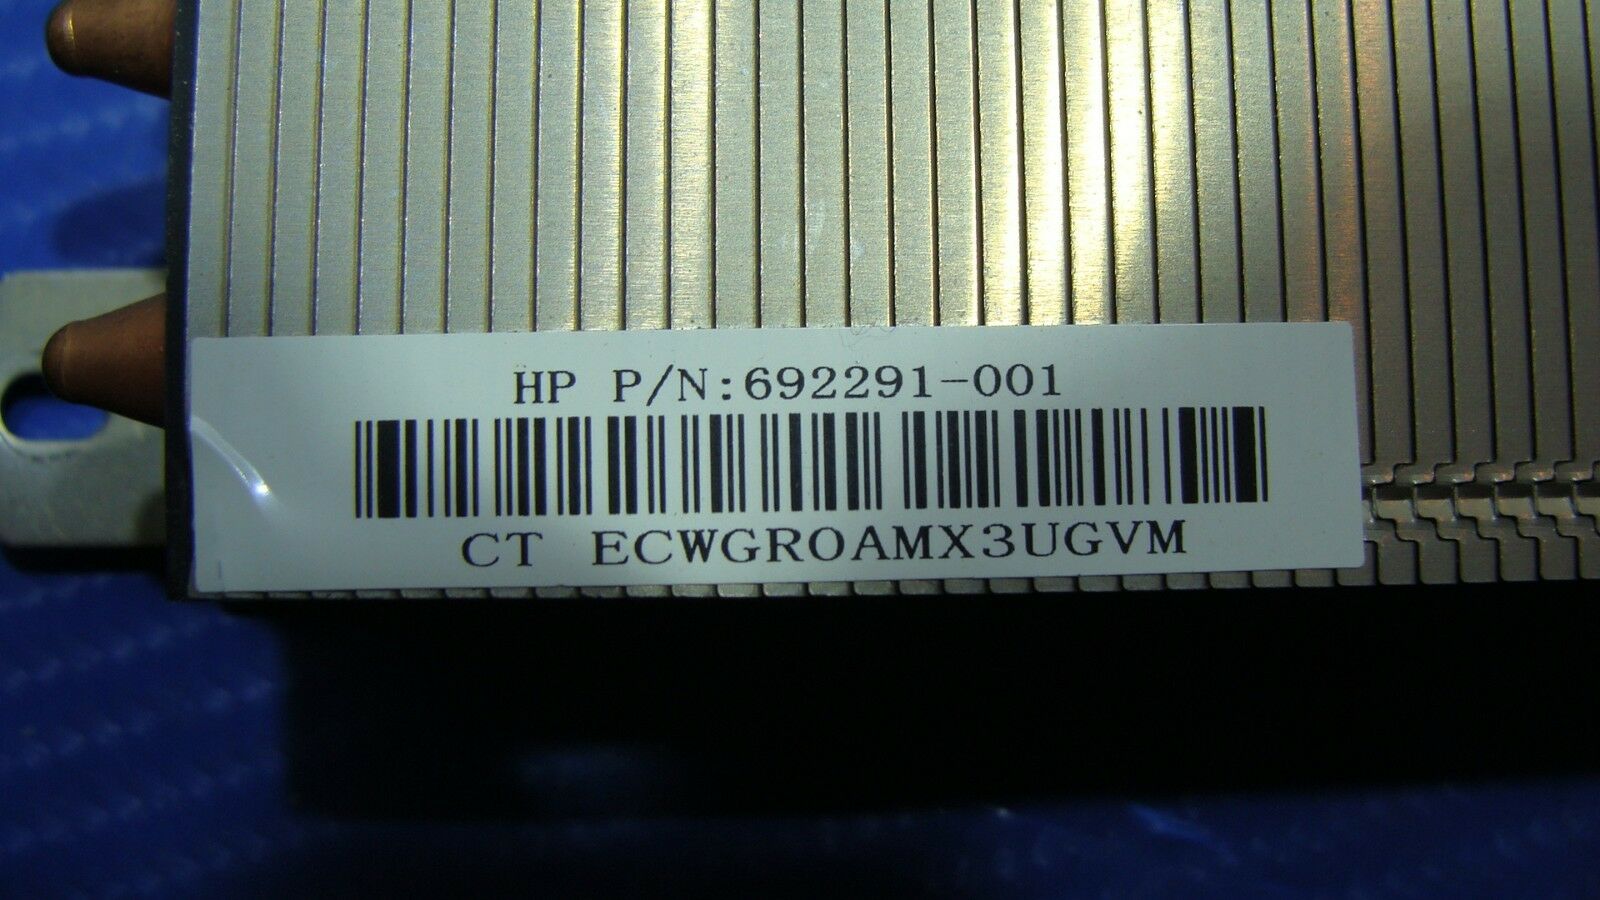 HP P/N:692291-001
CT ECWGROAMX3UGVM